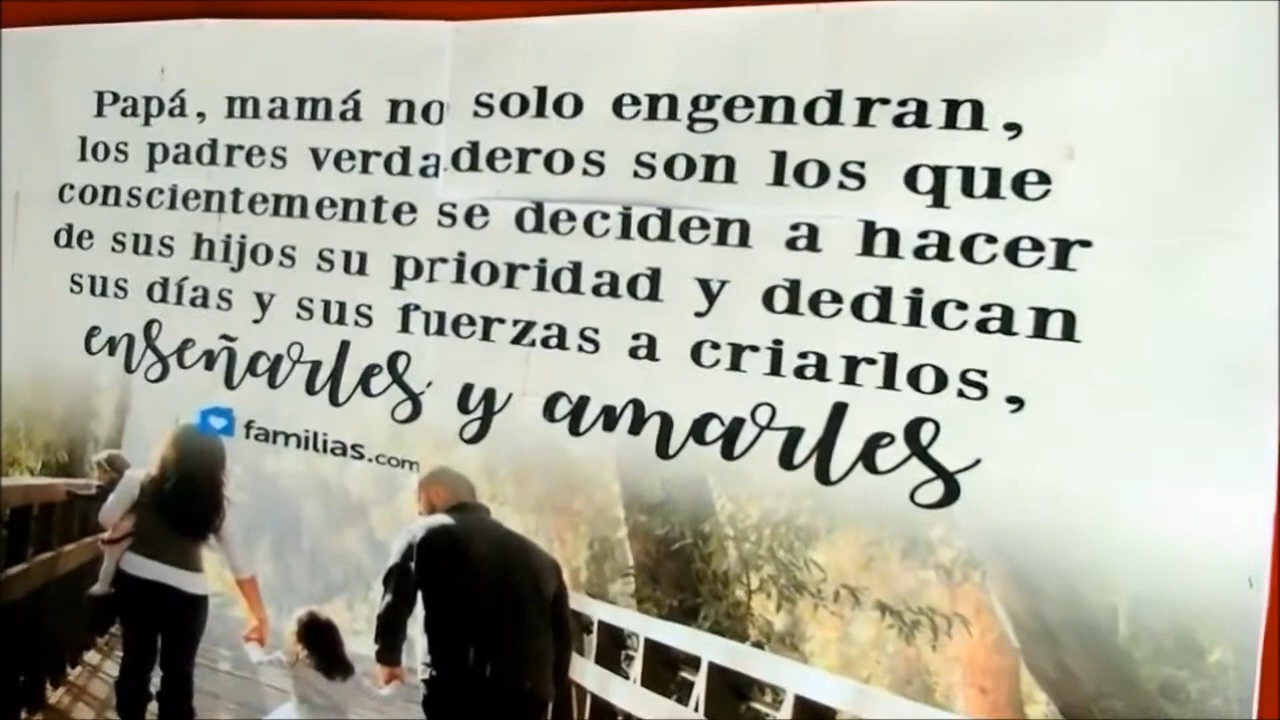 Papá, mamá no solo engendran,
los padres verdaderos son los que
conscientemente se deciden a hacer
de sus hijos su prioridad y dedican
sus días y sus fuerzas a criarlos,
enseñarles y amarles
familias.com